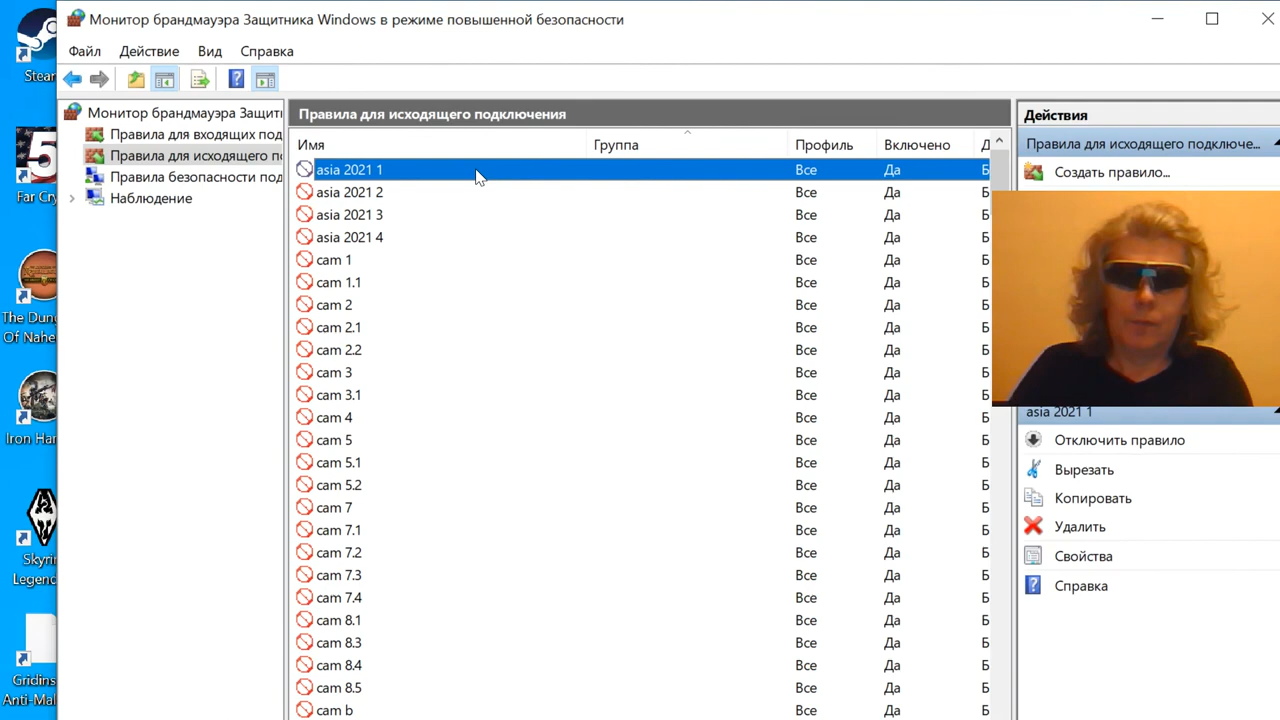 Монитор брандмауэра Защитника Windows в режиме повышенной безопасности
Файл Действие Вид Справка
Монитор брандмауэра Защит
Правила для входящих под
Правила для исходящего п
Правила безопасности под
Наблюдение
Правила для исходящего подключения
Имя Группа Профиль Включено Д
asia 2021 1 Все Да Б
asia 2021 2 Все Да Б
asia 2021 3 Все Да Б
asia 2021 4 Все Да Б
cam 1 Все Да Б
cam 1.1 Все Да Б
cam 2 Все Да Б
cam 2.1 Все Да Б
cam 2.2 Все Да Б
cam 3 Все Да Б
cam 3.1 Все Да Б
cam 4 Все Да Б
cam 5 Все Да Б
cam 5.1 Все Да Б
cam 5.2 Все Да Б
cam 7 Все Да Б
cam 7.1 Все Да Б
cam 7.2 Все Да Б
cam 7.3 Все Да Б
cam 7.4 Все Да Б
cam 8.1 Все Да Б
cam 8.3 Все Да Б
cam 8.4 Все Да Б
cam 8.5 Все Да Б
cam b Все Да Б
Действия
Правила для исходящего подключе...
Создать правило...
asia 2021 1
Отключить правило
Вырезать
Копировать
Удалить
Свойства
Справка
Stear
5
Far Cry
The Dung
Of Nahe
Iron Har
Skyrin
Legend
Gridins
Anti-Mal